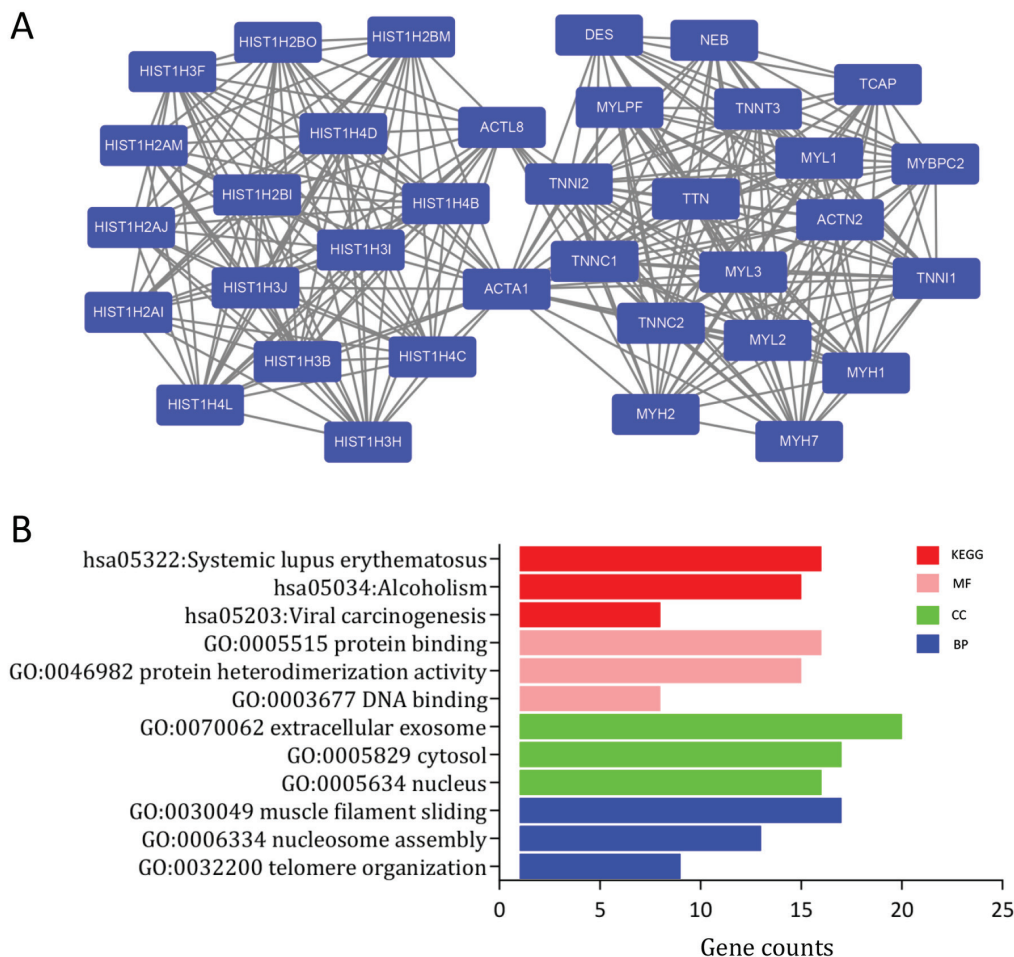 A
HIST1H2BO
HIST1H2BM
DES
NEB
HIST1H3F
TCAP
MYLPF
TNNT3
ACTL8
HIST1H4D
HIST1H2AM
MYL1
MYBPC2
TNNI2
HIST1H2BI
TTN
HIST1H4B
ACTN2
HIST1H2AJ
HIST1H3I
TNNC1
MYL3
TNNI1
HIST1H3J
ACTA1
HIST1H2AI
TNNC2
MYL2
HIST1H3B
HIST1H4C
MYH1
HIST1H4L
MYH2
HIST1H3H
MYH7
B
hsa05322:Systemic lupus erythematosus
hsa05034:Alcoholism
hsa05203:Viral carcinogenesis
GO:0005515 protein binding
GO:0046982 protein heterodimerization activity
GO:0003677 DNA binding
GO:0070062 extracellular exosome
GO:0005829 cytosol
GO:0005634 nucleus
GO:0030049 muscle filament sliding
GO:0006334 nucleosome assembly
GO:0032200 telomere organization
KEGG
MF
CC
BP
0 5 10 15 20 25
Gene counts